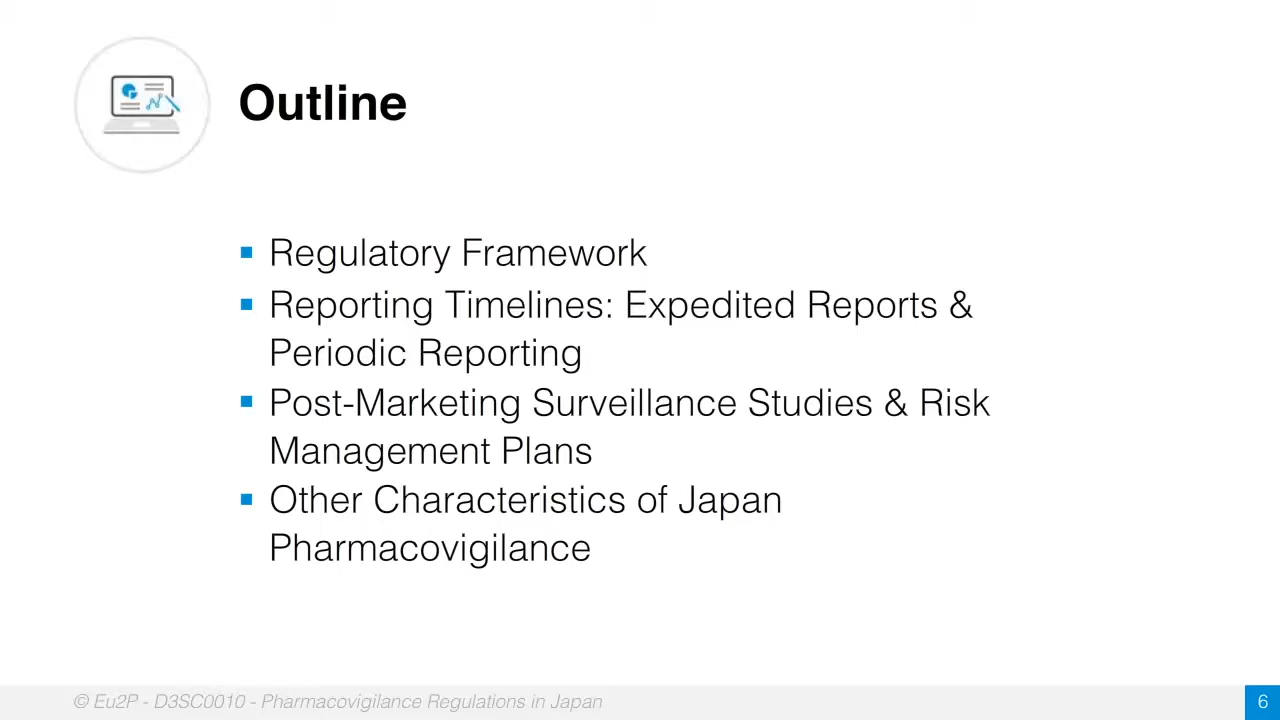 Outline
▪ Regulatory Framework
▪ Reporting Timelines: Expedited Reports &
Periodic Reporting
▪ Post-Marketing Surveillance Studies & Risk
Management Plans
▪ Other Characteristics of Japan
Pharmacovigilance
© Eu2P - D3SC0010 - Pharmacovigilance Regulations in Japan
6